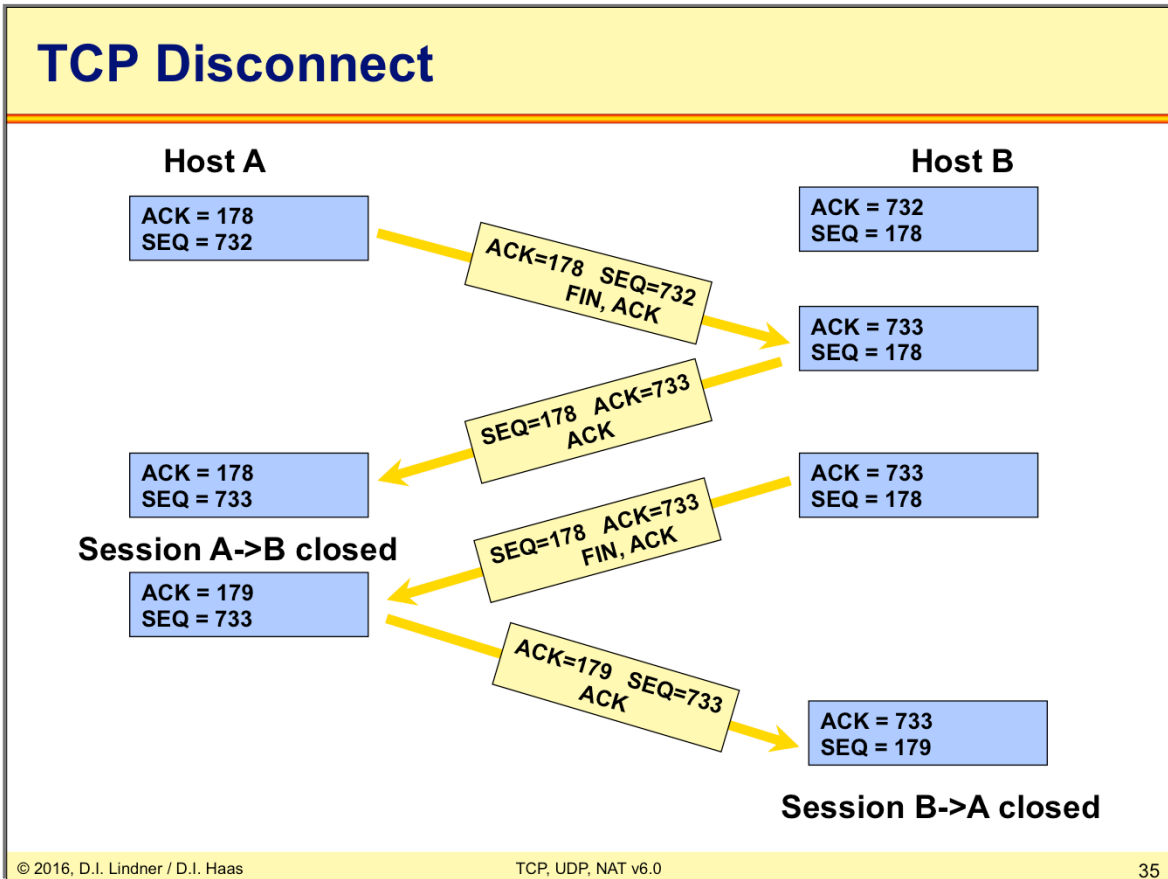 TCP Disconnect
Host A
Host B
ACK = 178
SEQ = 732
ACK = 732
SEQ = 178
ACK=178 SEQ=732
FIN, ACK
ACK = 733
SEQ = 178
SEQ=178 ACK=733
ACK
ACK = 178
SEQ = 733
ACK = 733
SEQ = 178
Session A->B closed
SEQ=178 ACK=733
FIN, ACK
ACK = 179
SEQ = 733
ACK=179 SEQ=733
ACK
ACK = 733
SEQ = 179
Session B->A closed
© 2016, D.I. Lindner / D.I. Haas
TCP, UDP, NAT v6.0
35